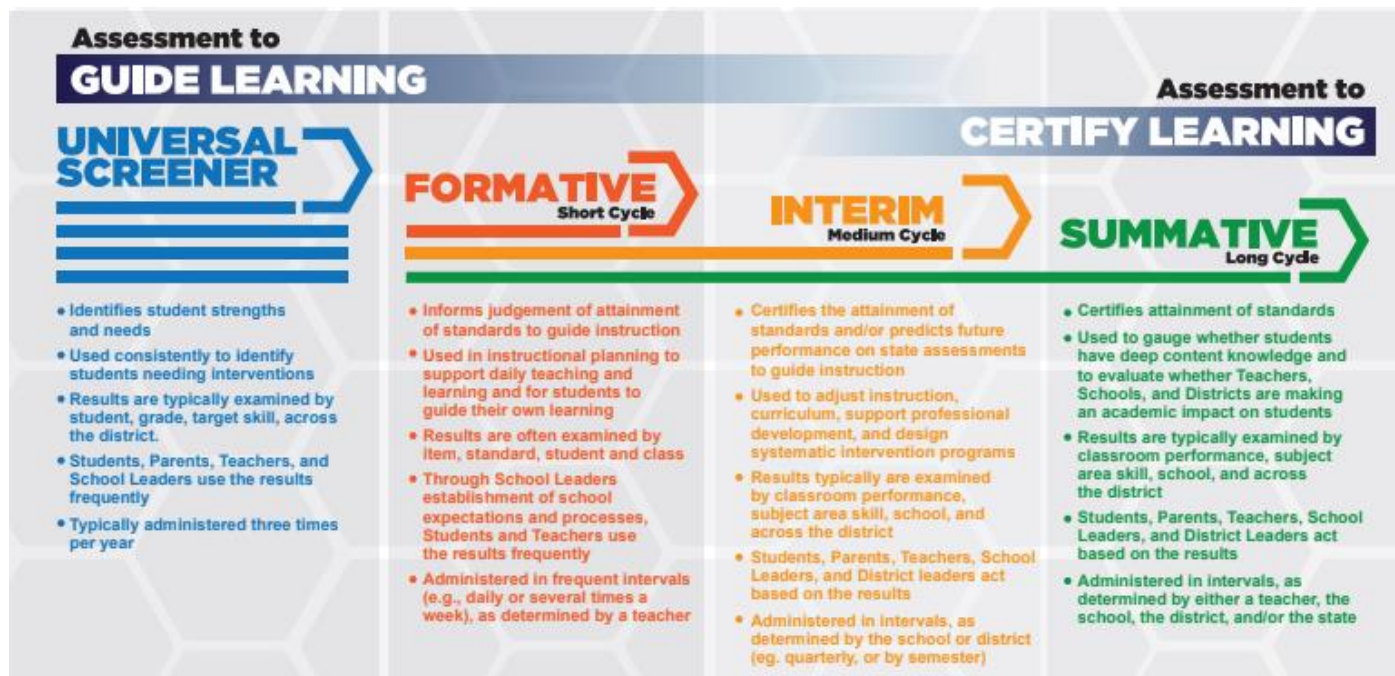 Assessment to
GUIDE LEARNING
Assessment to
CERTIFY LEARNING
UNIVERSAL
SCREENER
• Identifies student strengths
and needs
• Used consistently to identify
students needing interventions
• Results are typically examined by
student, grade, target skill, across
the district.
• Students, Parents, Teachers, and
School Leaders use the results
frequently
• Typically administered three times
per year
FORMATIVE
Short Cycle
• Informs judgement of attainment
of standards to guide instruction
• Used in instructional planning to
support daily teaching and
learning and for students to
guide their own learning
• Results are often examined by
item, standard, student and class
• Through School Leaders
establishment of school
expectations and processes,
Students and Teachers use
the results frequently
• Administered in frequent intervals
(e.g., daily or several times a
week), as determined by a teacher
INTERIM
Medium Cycle
• Certifies the attainment of
standards and/or predicts future
performance on state assessments
to guide instruction
• Used to adjust instruction,
curriculum, support professional
development, and design
systematic intervention programs
• Results typically are examined
by classroom performance,
subject area skill, school, and
across the district
• Students, Parents, Teachers, School
Leaders, and District leaders act
based on the results
• Administered in intervals, as
determined by the school or district
(eg. quarterly, or by semester)
SUMMATIVE
Long Cycle
• Certifies attainment of standards
• Used to gauge whether students
have deep content knowledge and
to evaluate whether Teachers,
Schools, and Districts are making
an academic impact on students
• Results are typically examined by
classroom performance, subject
area skill, school, and across
the district
• Students, Parents, Teachers, School
Leaders, and District Leaders act
based on the results
• Administered in intervals, as
determined by either a teacher, the
school, the district, and/or the state